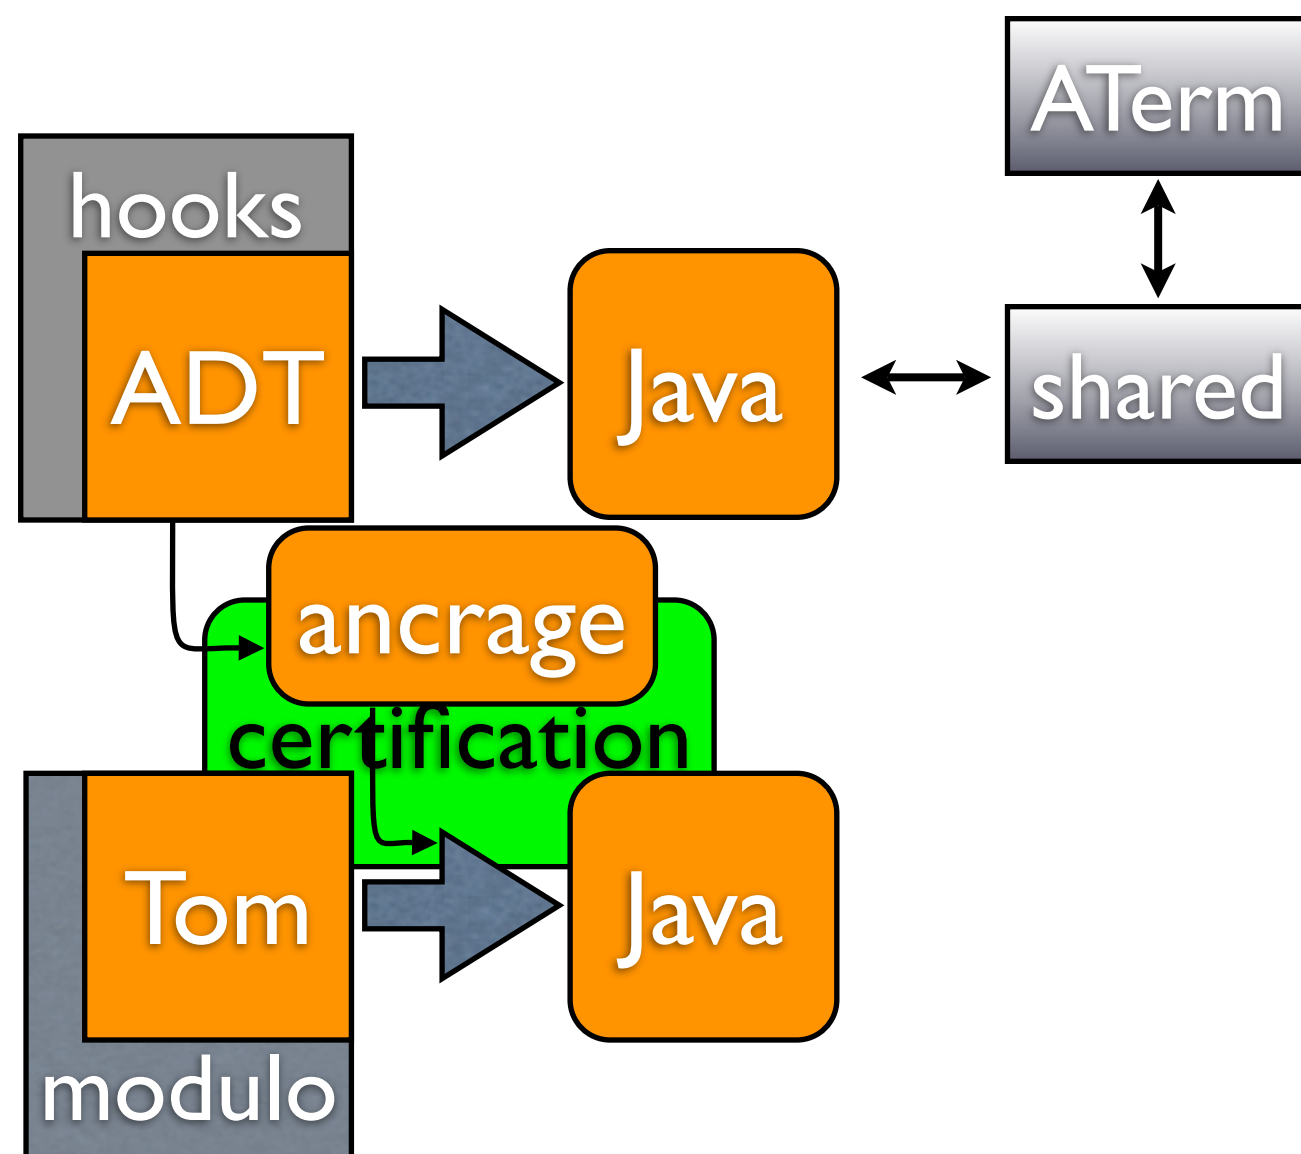 ATerm
hooks
ADT
Java
shared
ancrage
certification
Tom
Java
modulo